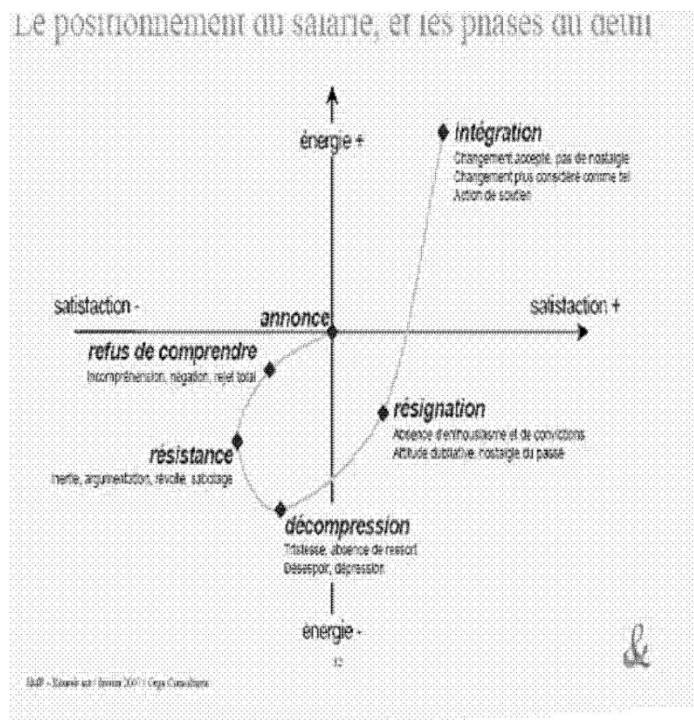 Le positionnement du salarié, et les phases du deuil
énergie +
intégration
Changement accepté, pas de nostalgie
Changement plus considéré comme tel
Action de soutien
satisfaction -
annonce
satisfaction +
refus de comprendre
Incompréhension, négation, rejet total
résignation
Absence d'enthousiasme et de convictions
Attitude dubitative, nostalgie du passé
résistance
Inertie, argumentation, révolte, sabotage
décompression
Tristesse, absence de ressort
Désespoir, dépression
énergie -
&